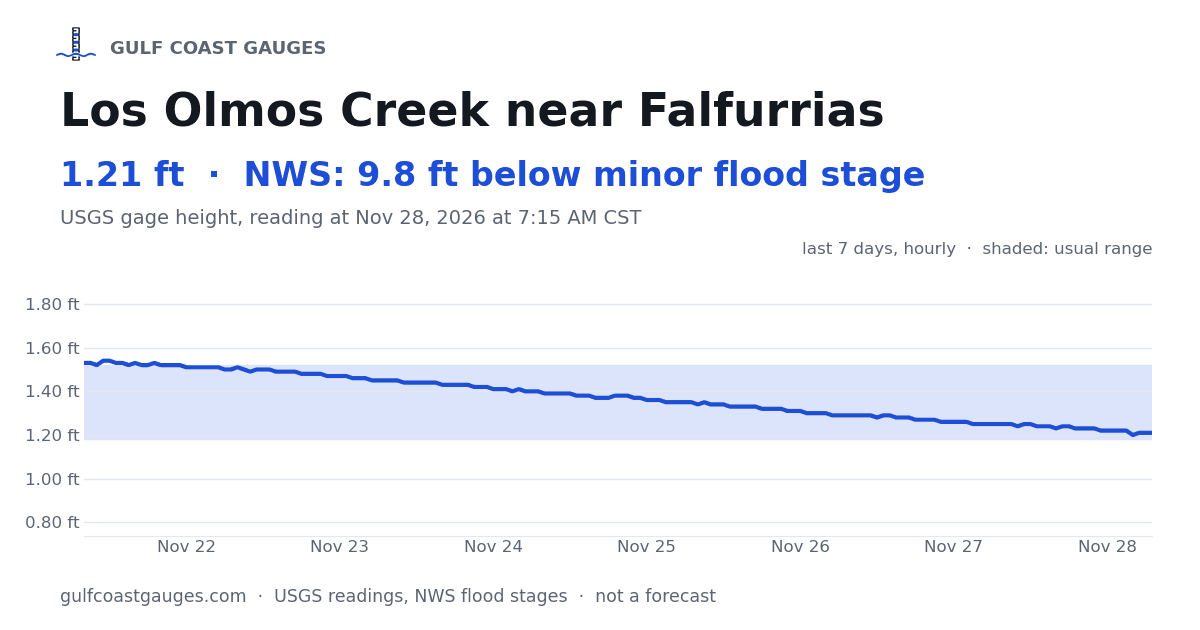 GULF COAST GAUGES
Los Olmos Creek near Falfurrias
1.21 ft · NWS: 9.8 ft below minor flood stage
USGS gage height, reading at Nov 28, 2026 at 7:15 AM CST
last 7 days, hourly · shaded: usual range
1.80 ft
1.60 ft
1.40 ft
1.20 ft
1.00 ft
0.80 ft
Nov 22 Nov 23 Nov 24 Nov 25 Nov 26 Nov 27 Nov 28
gulfcoastgauges.com · USGS readings, NWS flood stages · not a forecast